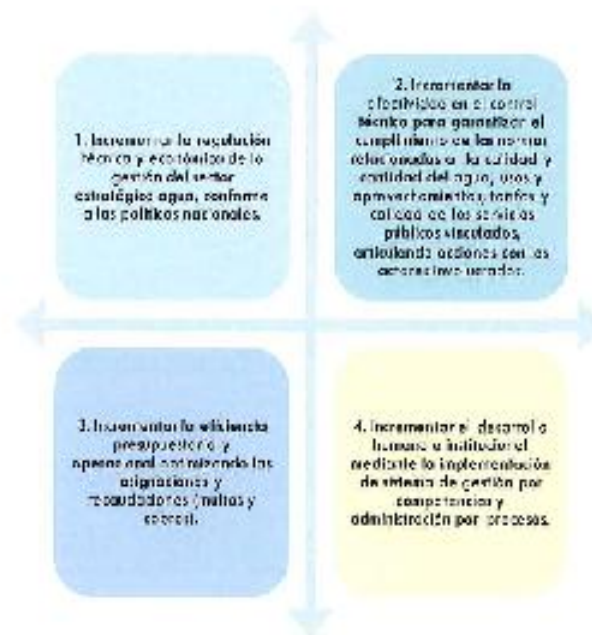 1. Incrementar la regulación
técnica y económica de la
gestión del sector
estratégico agua, conforme
a las políticas nacionales.
2. Incrementar la
efectividad en el control
técnico para garantizar el
cumplimiento de las normas
relacionadas a la calidad y
cantidad del agua, usos y
aprovechamientos, tarifas y
calidad de los servicios
públicos vinculados,
articulando acciones con los
actores involucrados.
3. Incrementar la eficiencia
presupuestaria y
operacional optimizando las
asignaciones y
recaudaciones (multas y
).
4. Incrementar el desarrollo
humano e institucional
mediante la implementación
de sistema de gestión por
competencias y
administración por procesos.